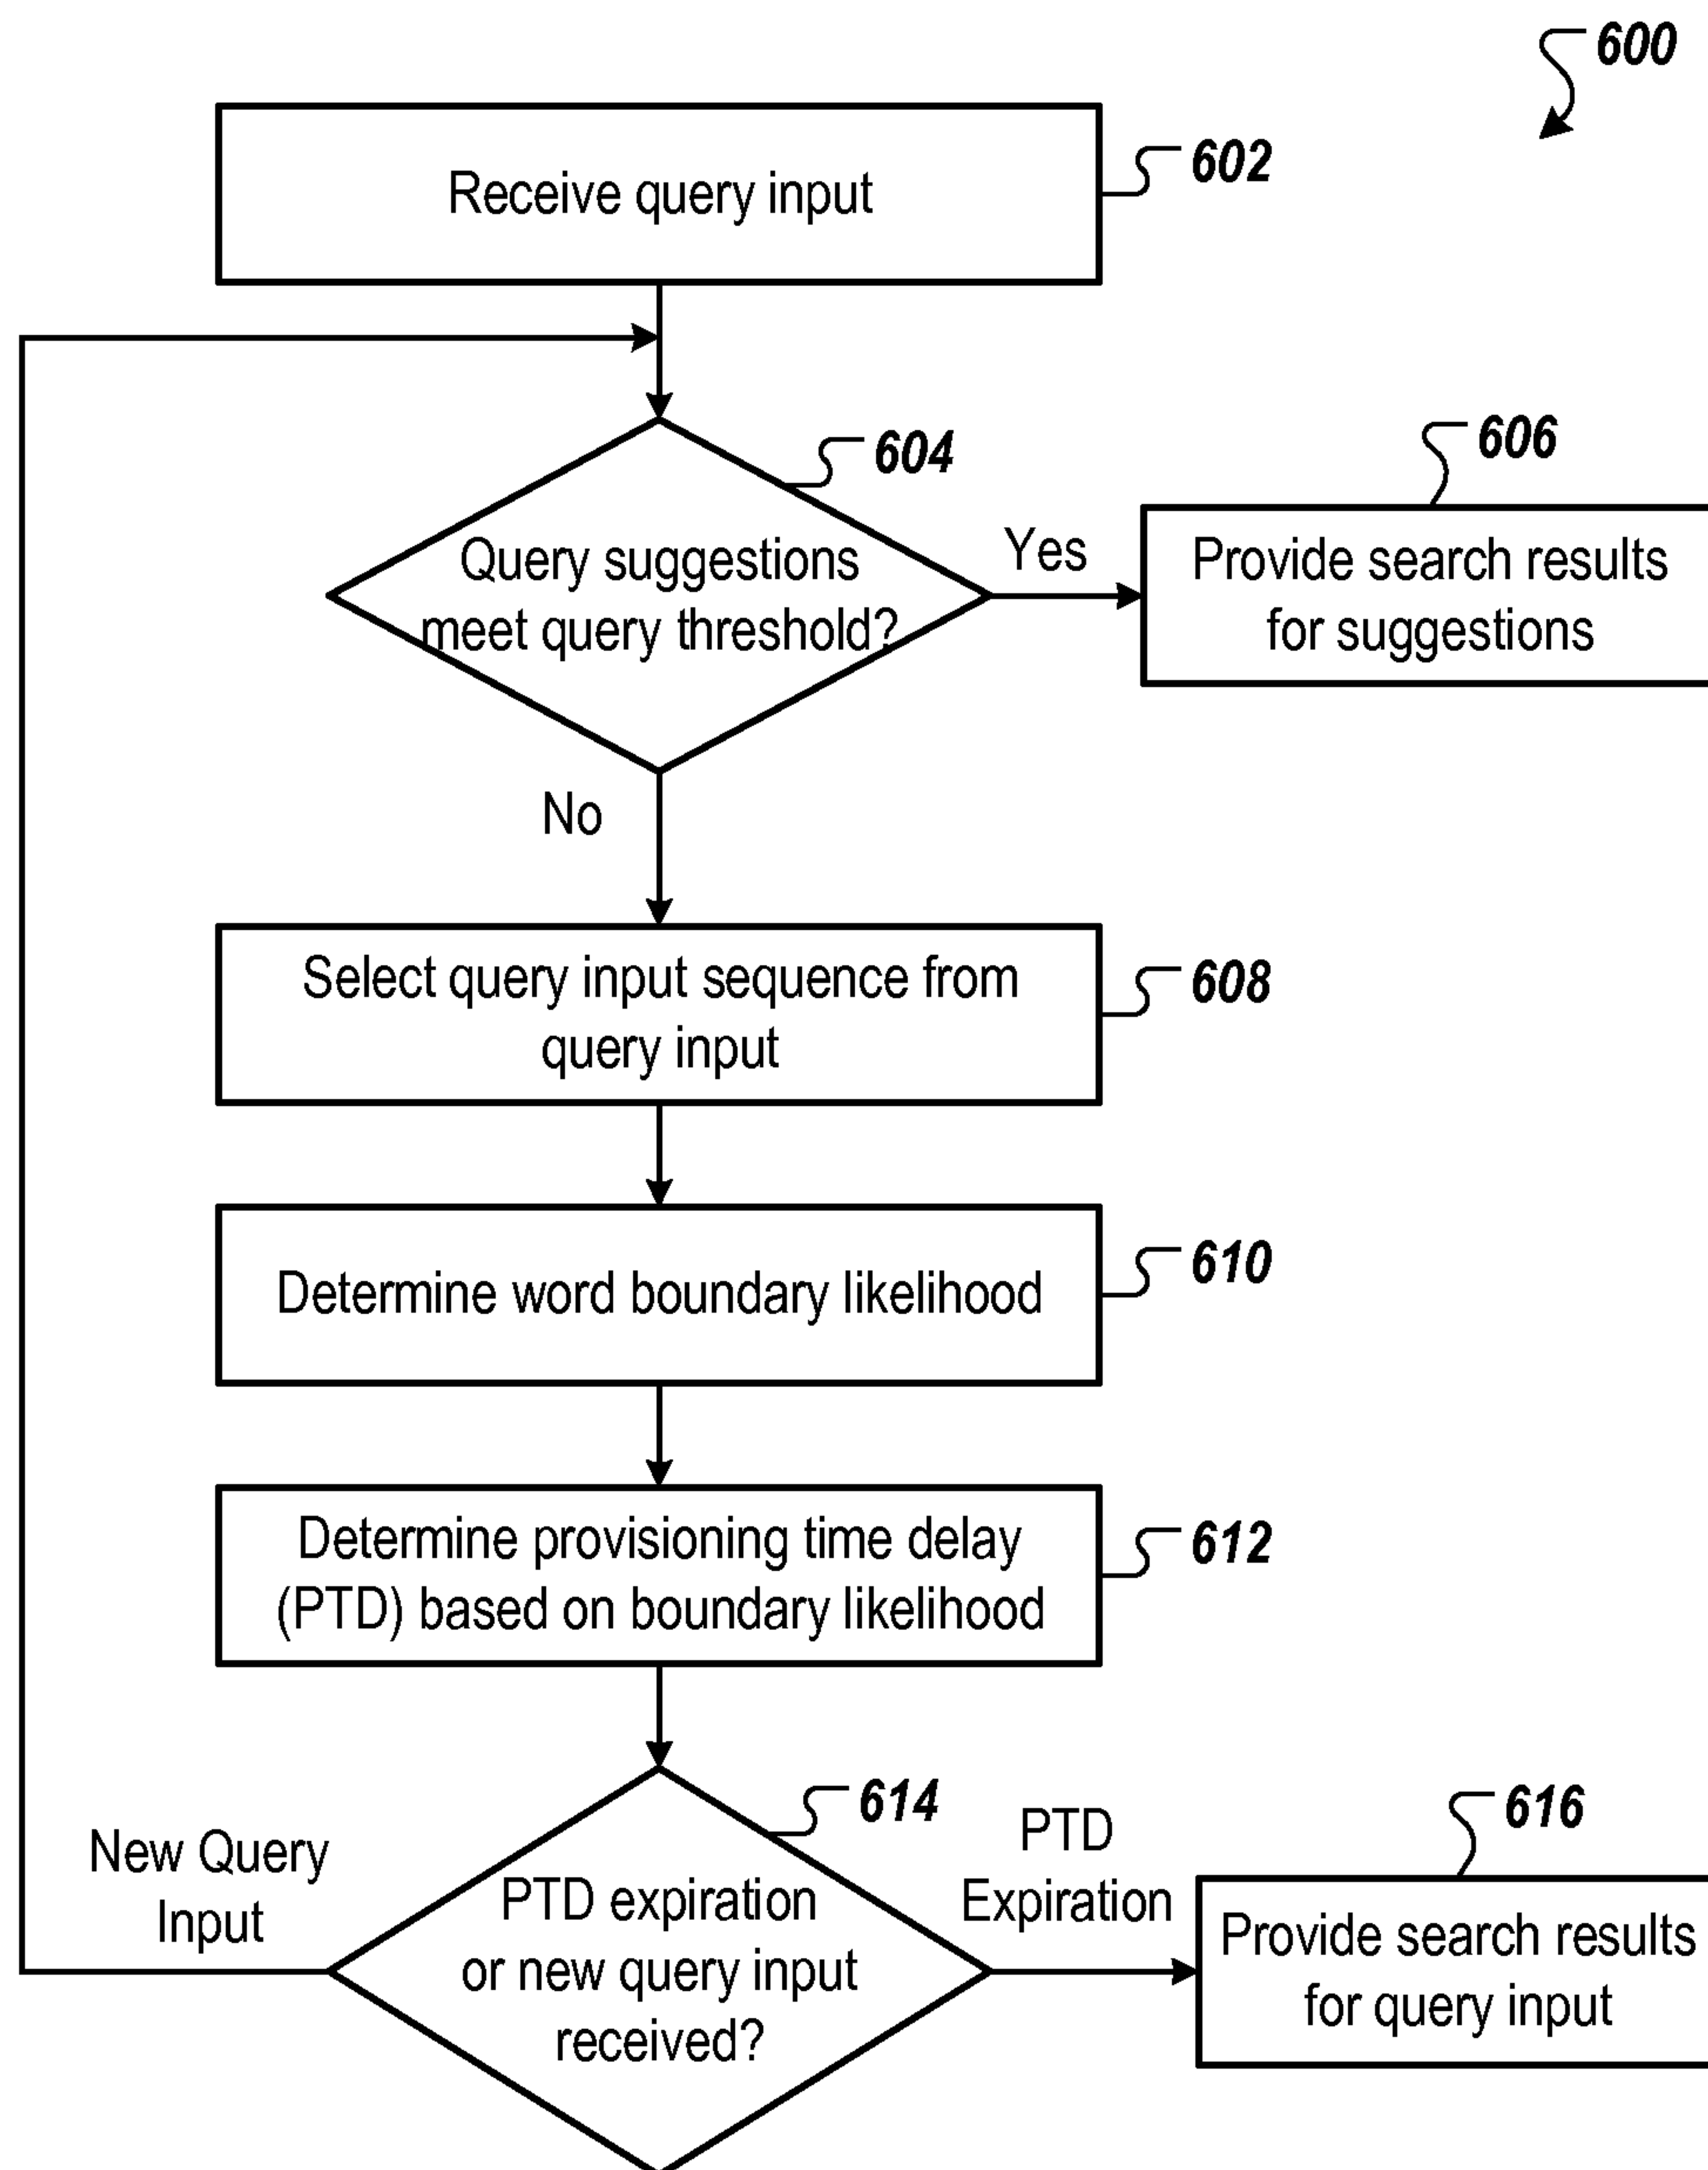 600
Receive query input
602
604
Query suggestions
meet query threshold?
Yes
606
Provide search results
for suggestions
No
Select query input sequence from
query input
608
Determine word boundary likelihood
610
Determine provisioning time delay
(PTD) based on boundary likelihood
612
614
New Query
Input
PTD expiration
or new query input
received?
PTD
Expiration
616
Provide search results
for query input